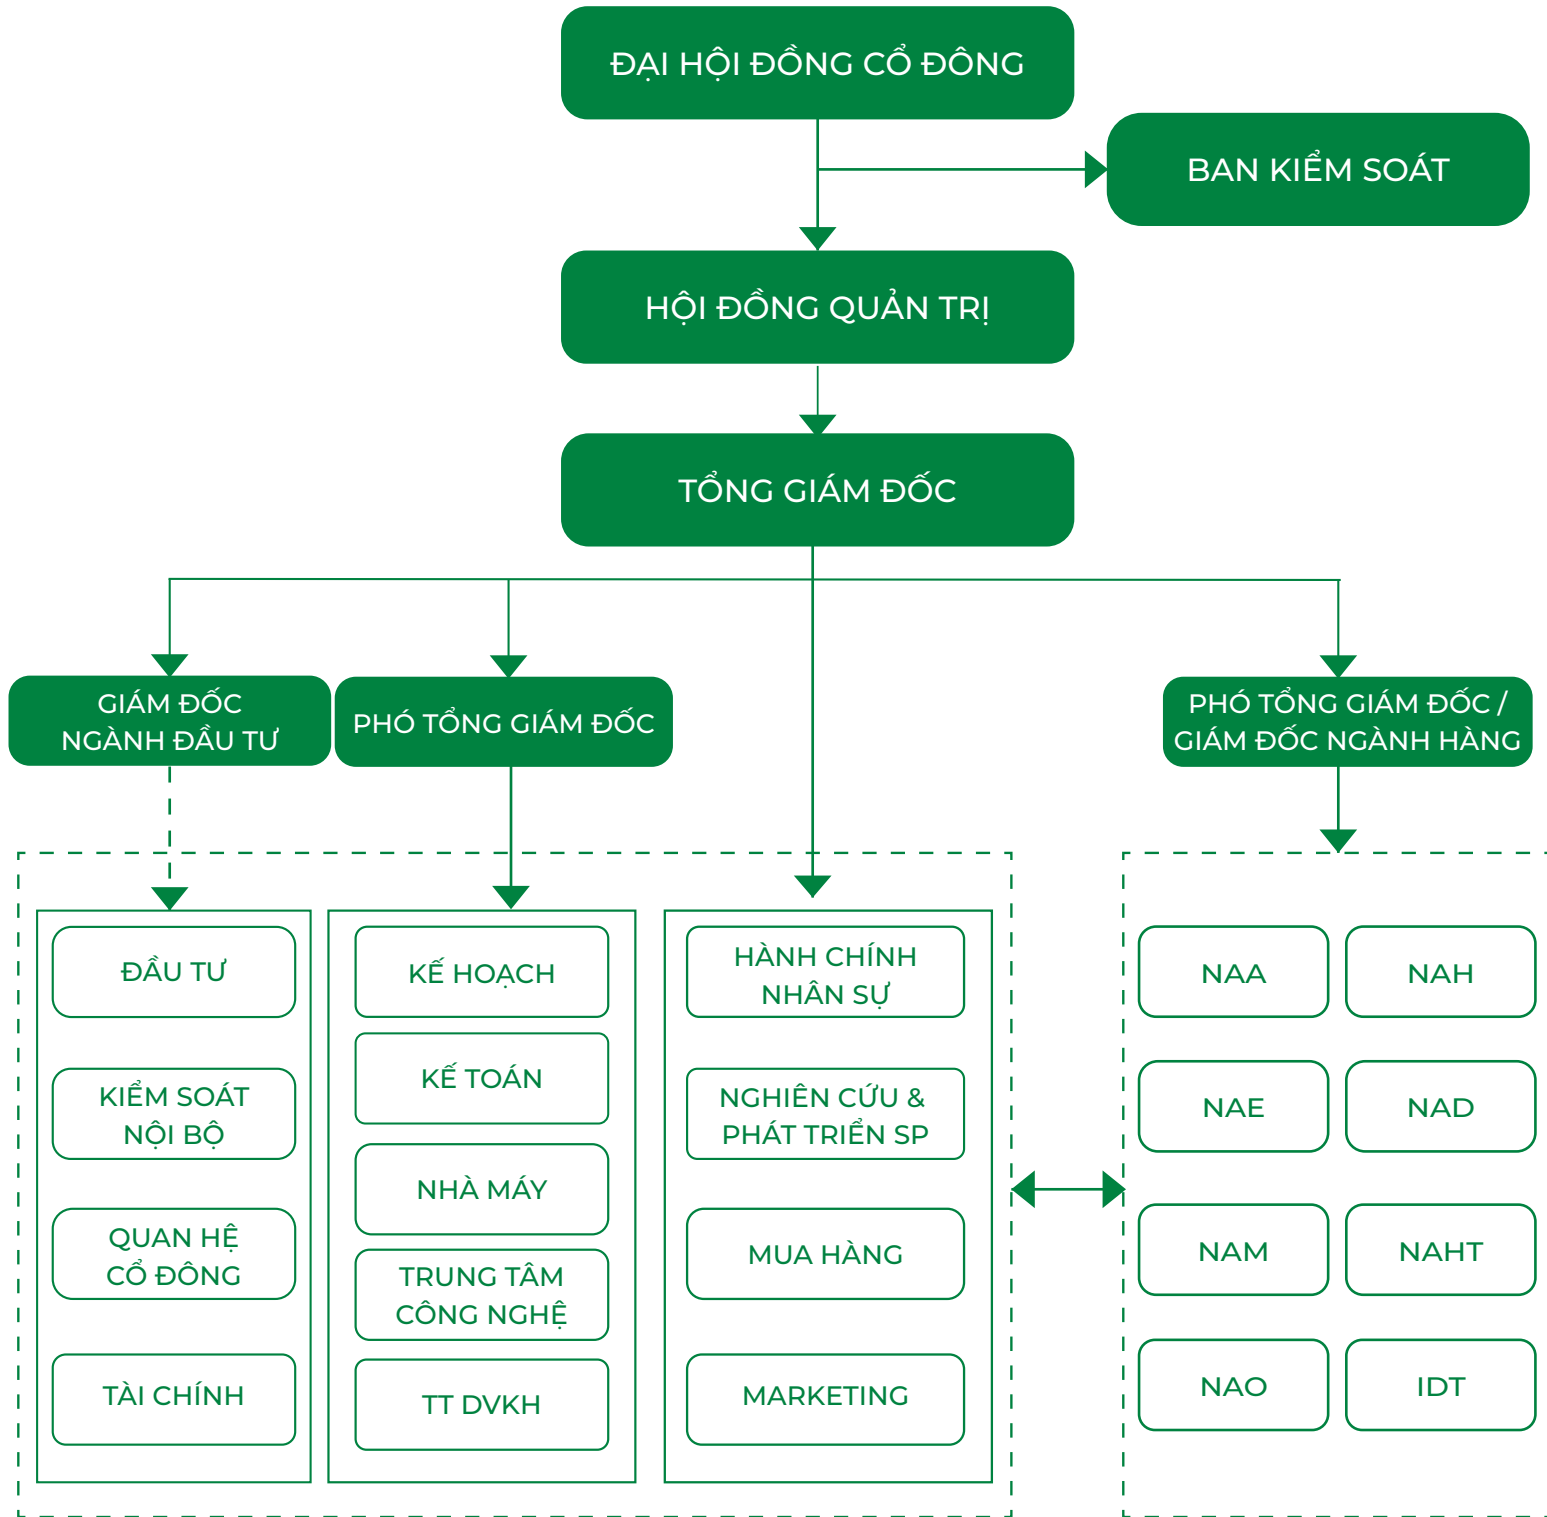 ĐẠI HỘI ĐỒNG CỔ ĐÔNG
BAN KIỂM SOÁT
HỘI ĐỒNG QUẢN TRỊ
TỔNG GIÁM ĐỐC
GIÁM ĐỐC
NGÀNH ĐẦU TƯ
PHÓ TỔNG GIÁM ĐỐC
PHÓ TỔNG GIÁM ĐỐC /
GIÁM ĐỐC NGÀNH HÀNG
ĐẦU TƯ
KIỂM SOÁT
NỘI BỘ
QUAN HỆ
CỔ ĐÔNG
TÀI CHÍNH
KẾ HOẠCH
KẾ TOÁN
NHÀ MÁY
TRUNG TÂM
CÔNG NGHỆ
TT DVKH
HÀNH CHÍNH
NHÂN SỰ
NGHIÊN CỨU &
PHÁT TRIỂN SP
MUA HÀNG
MARKETING
NAA
NAH
NAE
NAD
NAM
NAHT
NAO
IDT